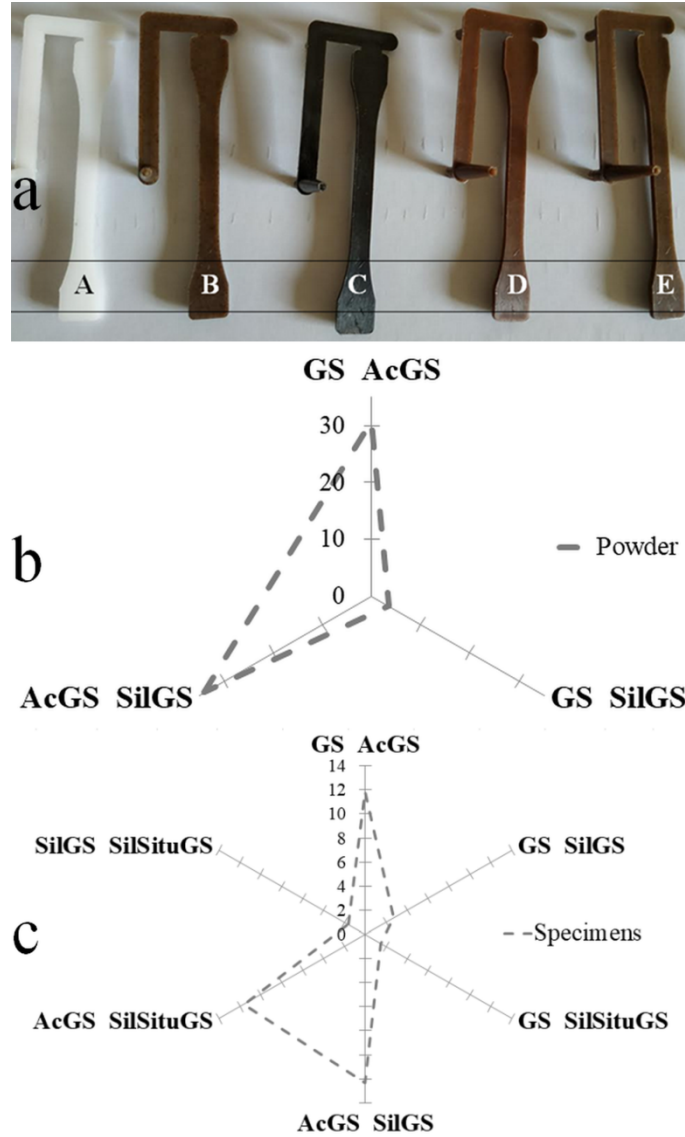 a
A B C D E
GS AcGS
30
20
10
0
b
Powder
AcGS SilGS
GS SilGS
GS AcGS
14
12
10
8
6
4
2
0
SilGS SilSituGS
GS SilGS
c
Specimens
AcGS SilSituGS
GS SilSituGS
AcGS SilGS